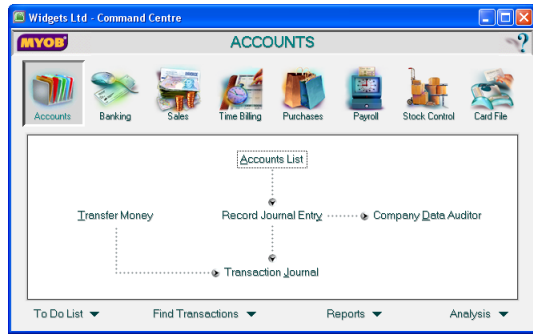 Widgets Ltd - Command Centre
MYOB ACCOUNTS ?
Accounts Banking Sales Time Billing Purchases Payroll Stock Control Card File
Accounts List
Transfer Money Record Journal Entry Company Data Auditor
Transaction Journal
To Do List Find Transactions Reports Analysis